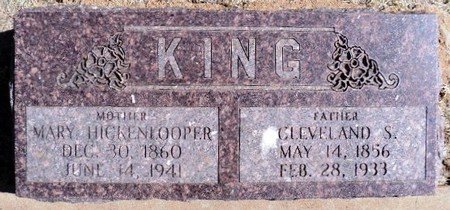 KING
MOTHER
MARY HICKENLOOPER
DEC. 30, 1860
JUNE 14, 1941
FATHER
CLEVELAND S.
MAY 14, 1856
FEB. 28, 1933